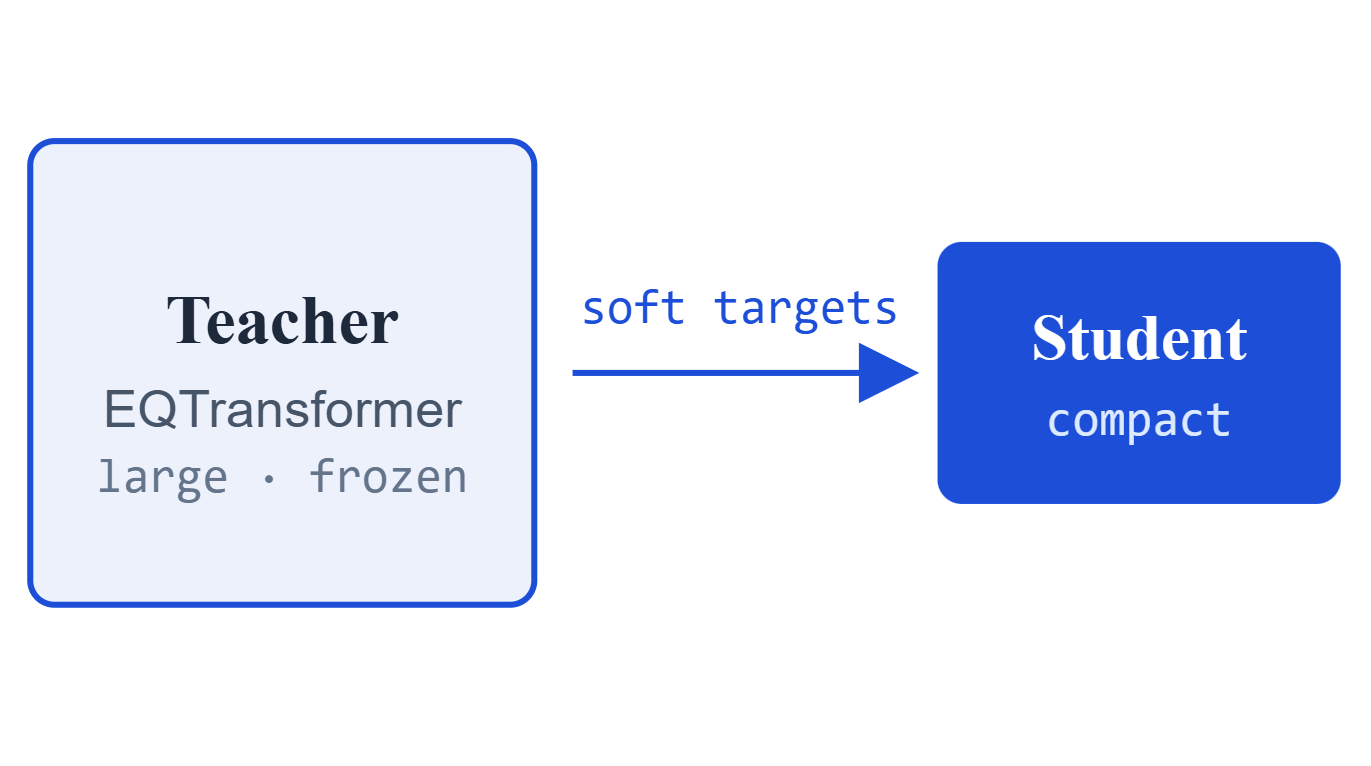 Teacher
EQTransformer
large · frozen
soft targets
Student
compact